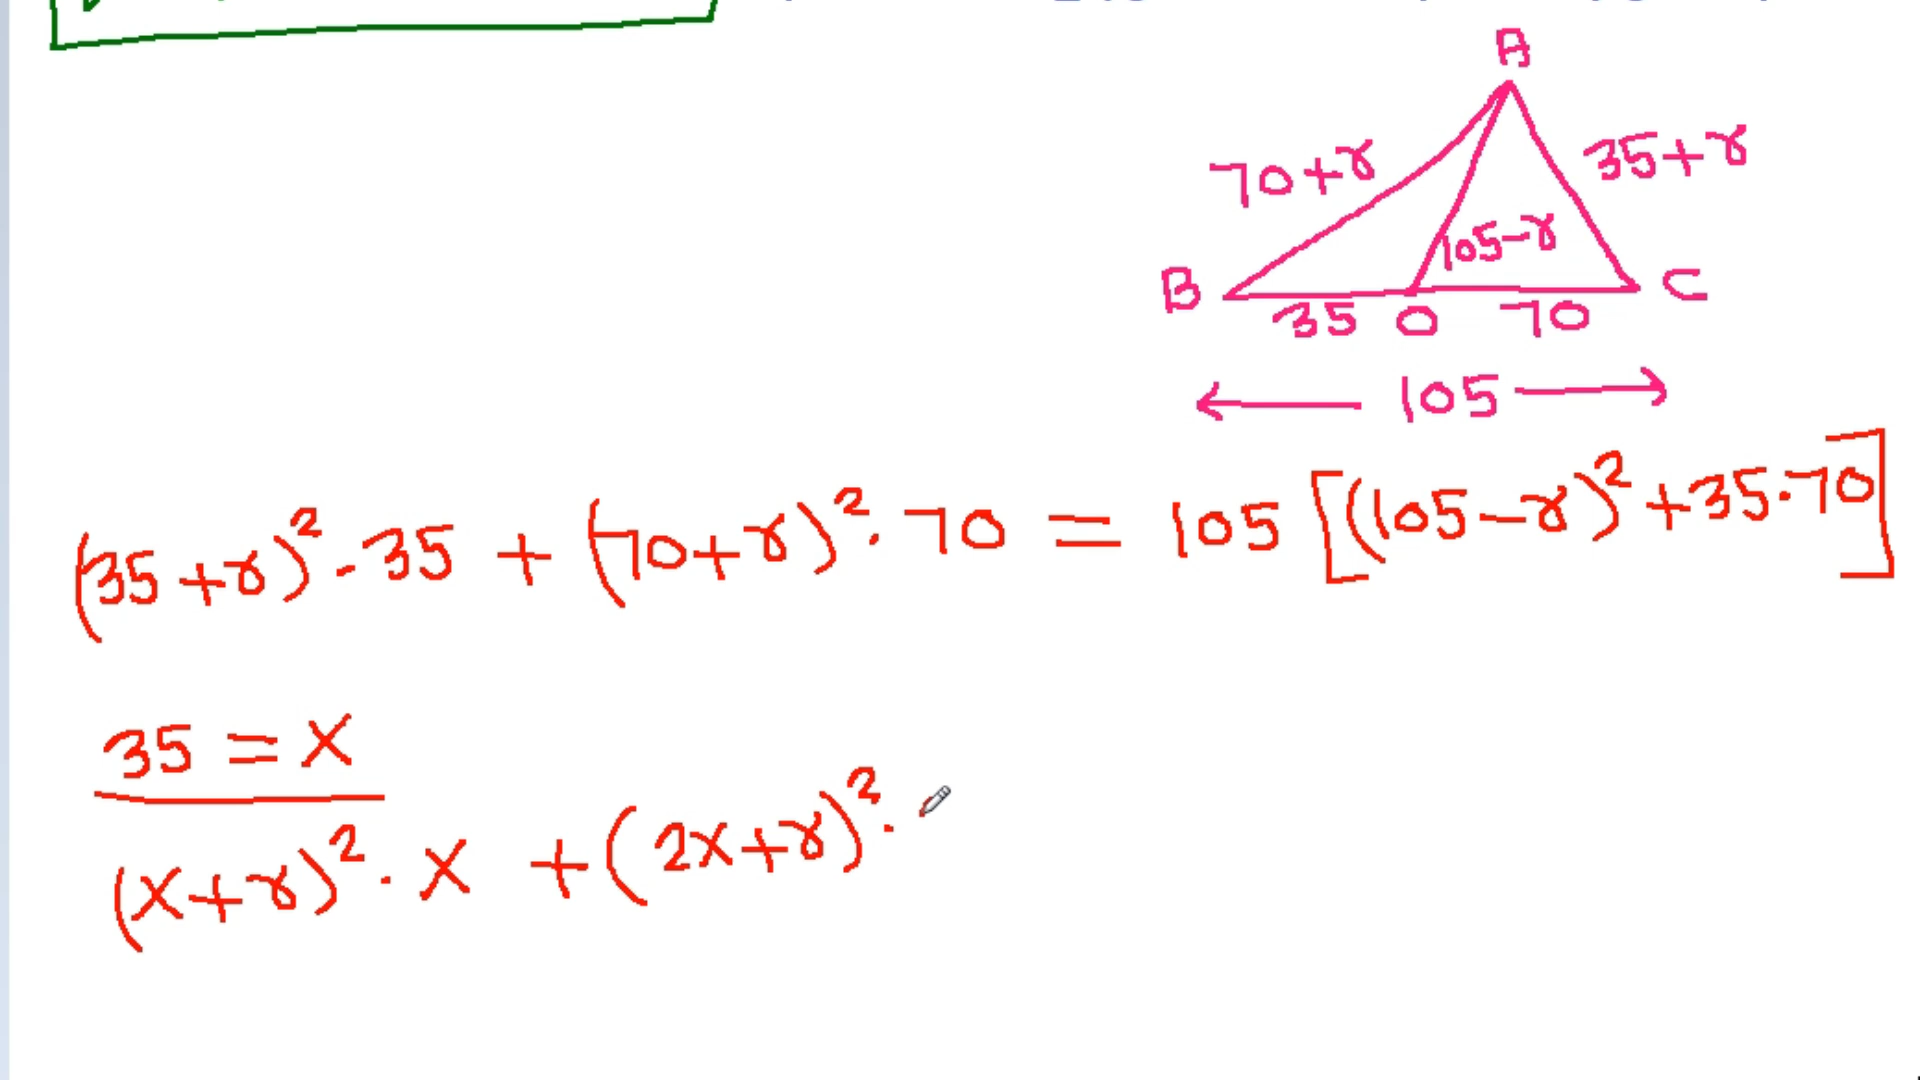 A
70+r
35+r
105-r
B
C
35 O 70
105
(35+r)²·35 + (70+r)²·70 = 105[(105-r)²+35·70]
35 = x
(x+r)²·x + (2x+r)²·